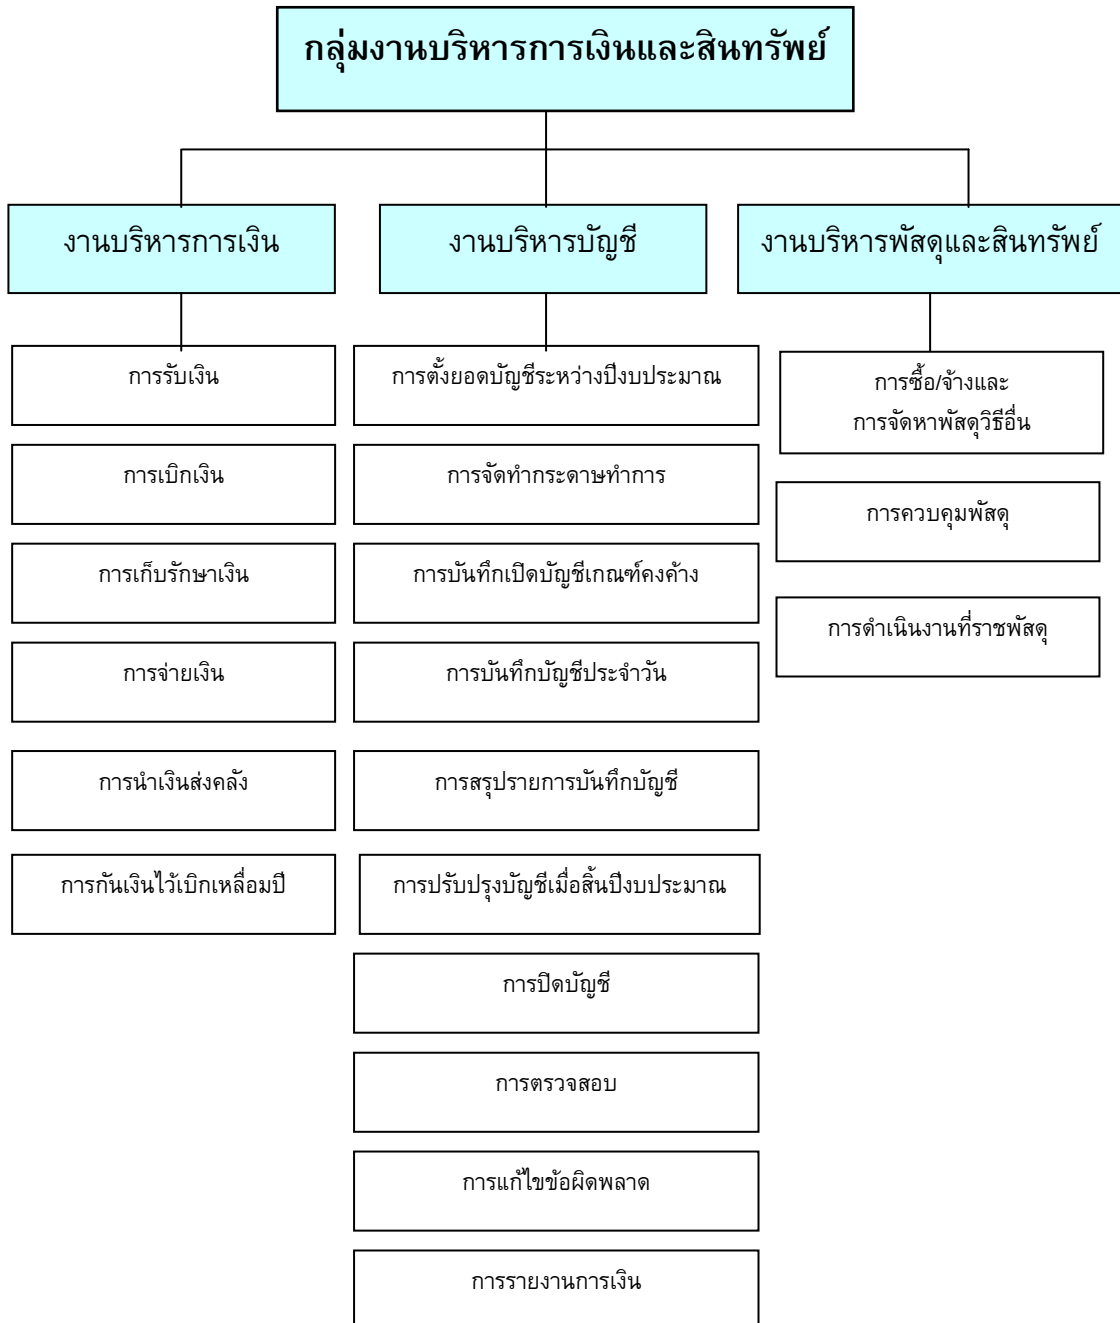 กลุ่มงานบริหารการเงินและสินทรัพย์
งานบริหารการเงิน
งานบริหารบัญชี
งานบริหารพัสดุและสินทรัพย์
การรับเงิน
การเบิกเงิน
การเก็บรักษาเงิน
การจ่ายเงิน
การนำเงินส่งคลัง
การกันเงินไว้เบิกเหลื่อมปี
การตั้งยอดบัญชีระหว่างปีงบประมาณ
การจัดทำกระดาษทำการ
การบันทึกเปิดบัญชีเกณฑ์คงค้าง
การบันทึกบัญชีประจำวัน
การสรุปรายการบันทึกบัญชี
การปรับปรุงบัญชีเมื่อสิ้นปีงบประมาณ
การปิดบัญชี
การตรวจสอบ
การแก้ไขข้อผิดพลาด
การรายงานการเงิน
การซื้อ/จ้างและ
การจัดหาพัสดุวิธีอื่น
การควบคุมพัสดุ
การดำเนินงานที่ราชพัสดุ